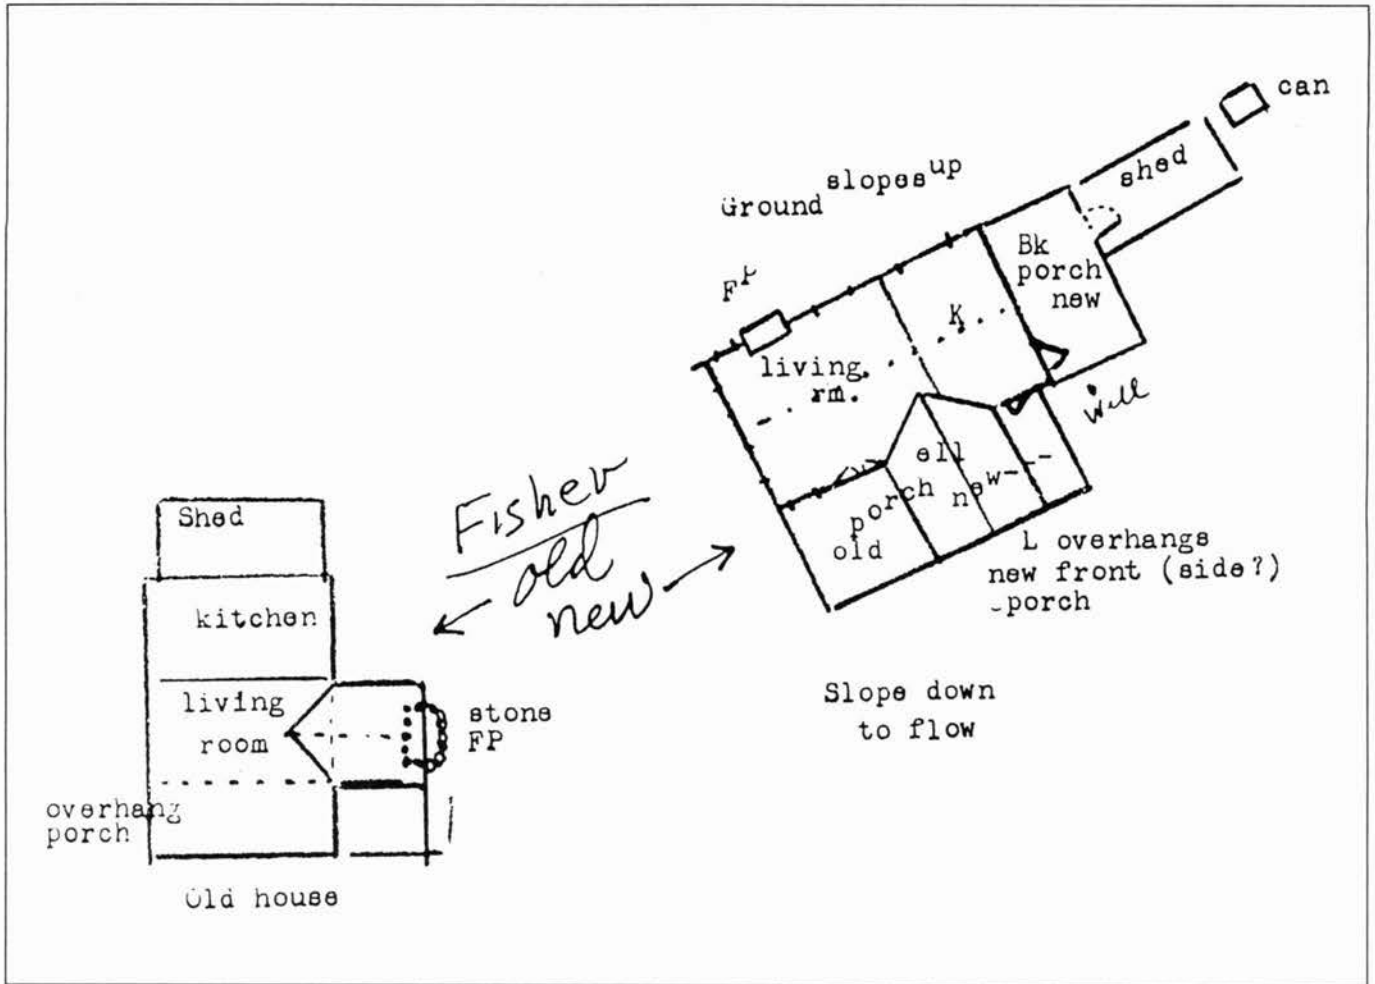 can
Ground slopes up
shed
Bk
porch
new
FP
K
living
rm.
well
ell
porch new
old
L overhangs
new front (side?)
porch
Slope down
to flow
Fisher
old
new
Shed
kitchen
living
room
stone
FP
overhang
porch
Old house